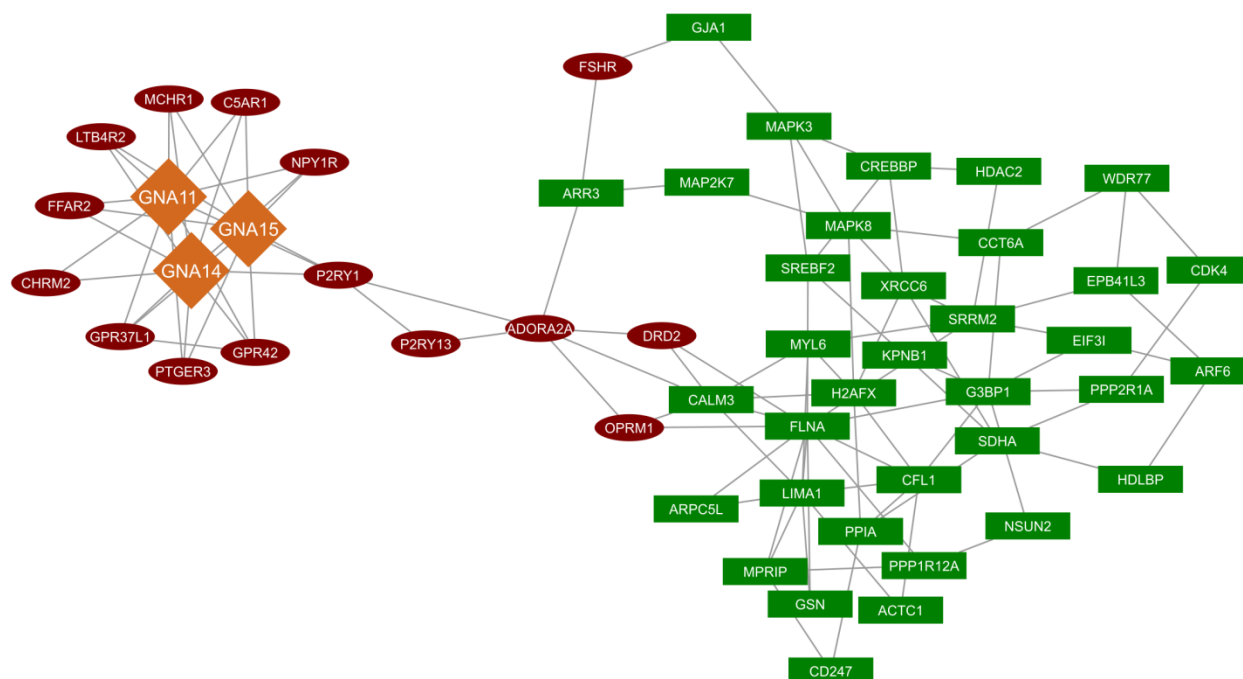 GJA1
FSHR
MCHR1
C5AR1
LTB4R2
MAPK3
NPY1R
CREBBP
HDAC2
WDR77
GNA11
ARR3
MAP2K7
FFAR2
GNA15
MAPK8
CCT6A
SREBF2
CDK4
GNA14
P2RY1
EPB41L3
CHRM2
XRCC6
SRRM2
ADORA2A
DRD2
GPR37L1
P2RY13
MYL6
EIF3I
GPR42
KPNB1
PTGER3
ARF6
CALM3
H2AFX
G3BP1
PPP2R1A
OPRM1
FLNA
SDHA
CFL1
HDLBP
LIMA1
ARPC5L
NSUN2
PPIA
MPRIP
PPP1R12A
GSN
ACTC1
CD247